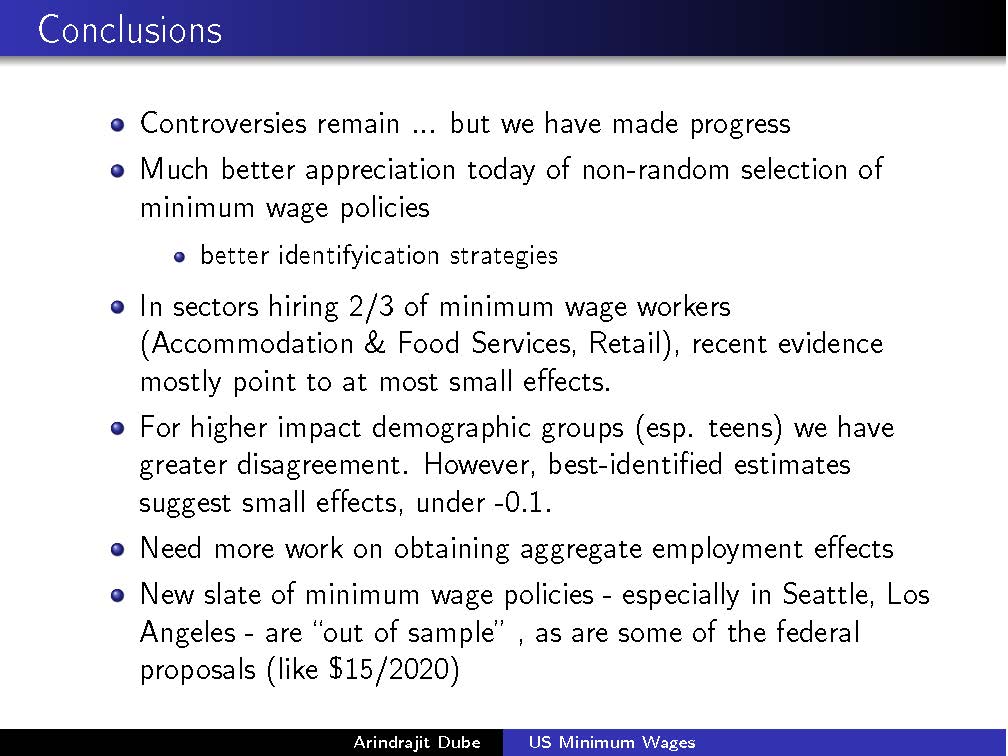 Conclusions
Controversies remain ... but we have made progress
Much better appreciation today of non-random selection of
minimum wage policies
better identifyication strategies
In sectors hiring 2/3 of minimum wage workers
(Accommodation & Food Services, Retail), recent evidence
mostly point to at most small effects.
For higher impact demographic groups (esp. teens) we have
greater disagreement. However, best-identified estimates
suggest small effects, under -0.1.
Need more work on obtaining aggregate employment effects
New slate of minimum wage policies - especially in Seattle, Los
Angeles - are “out of sample” , as are some of the federal
proposals (like $15/2020)
Arindrajit Dube US Minimum Wages